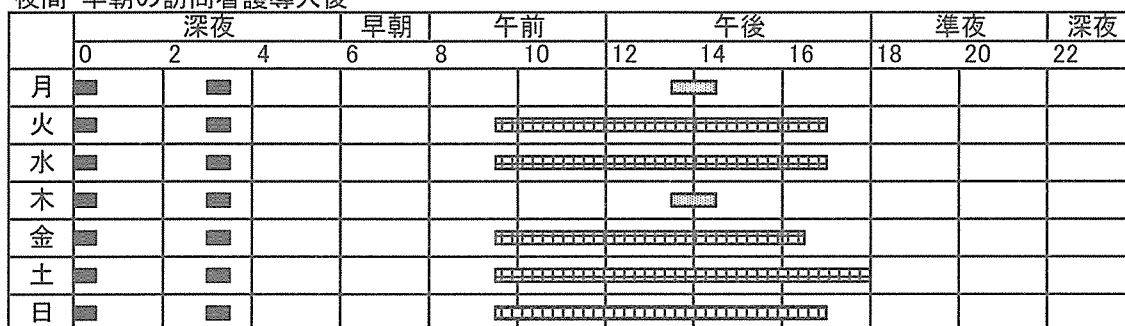 夜間・早朝の訪問看護導入後
深夜 早朝 午前 午後 準夜 深夜
0 2 4 6 8 10 12 14 16 18 20 22
月
火
水
木
金
土
日